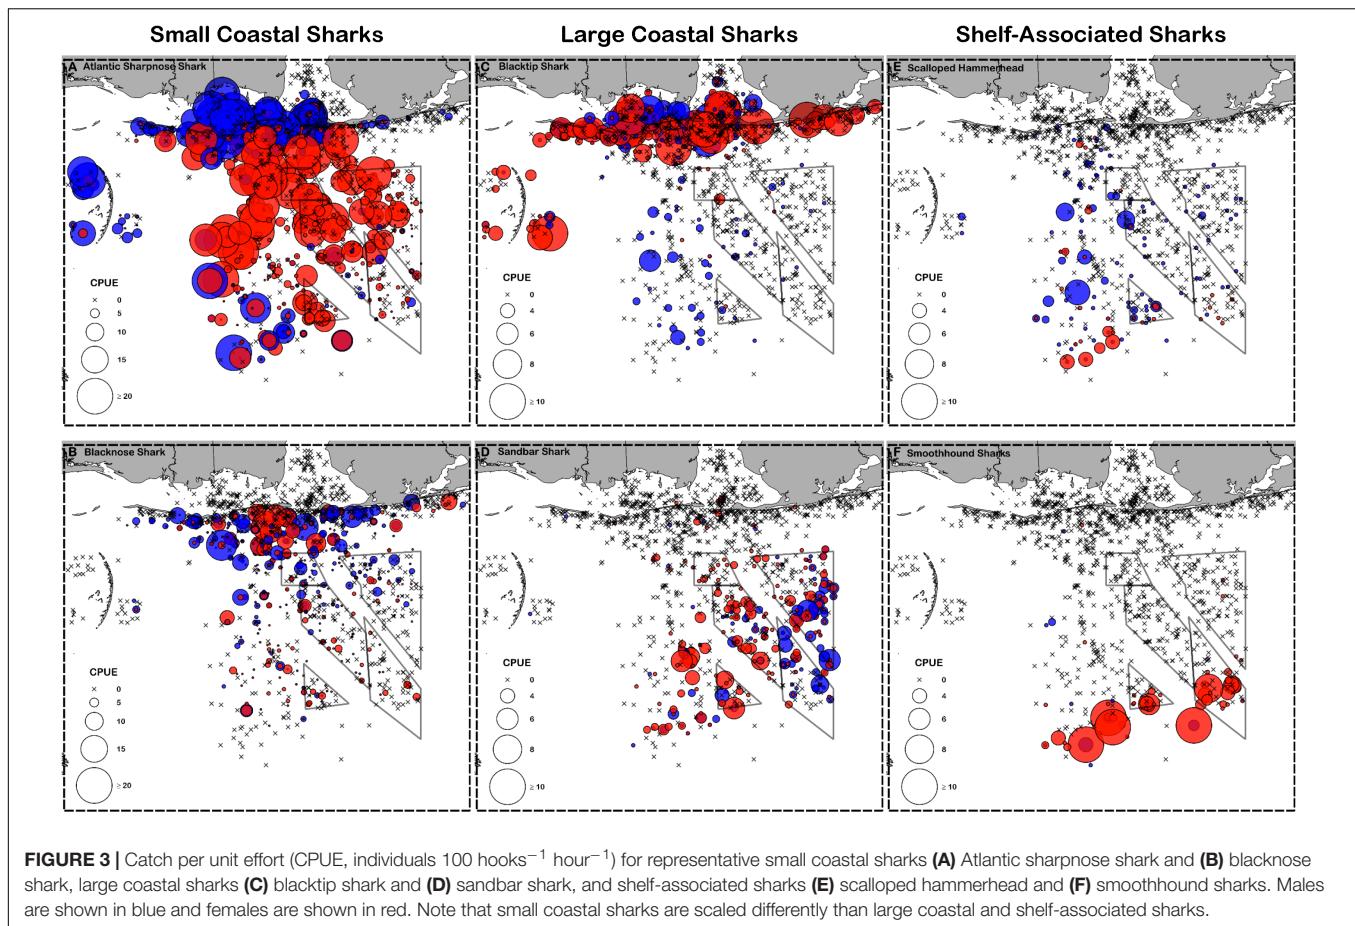 Small Coastal Sharks
Large Coastal Sharks
Shelf-Associated Sharks
A Atlantic Sharpnose Shark
C Blacktip Shark
E Scalloped Hammerhead
CPUE
0
5
10
15
≥ 20
CPUE
0
4
6
8
≥ 10
CPUE
0
4
6
8
≥ 10
B Blacknose Shark
D Sandbar Shark
F Smoothhound Sharks
CPUE
0
5
10
15
≥ 20
CPUE
0
4
6
8
≥ 10
CPUE
0
4
6
8
≥ 10
FIGURE 3 | Catch per unit effort (CPUE, individuals 100 hooks⁻¹ hour⁻¹) for representative small coastal sharks (A) Atlantic sharpnose shark and (B) blacknose
shark, large coastal sharks (C) blacktip shark and (D) sandbar shark, and shelf-associated sharks (E) scalloped hammerhead and (F) smoothhound sharks. Males
are shown in blue and females are shown in red. Note that small coastal sharks are scaled differently than large coastal and shelf-associated sharks.